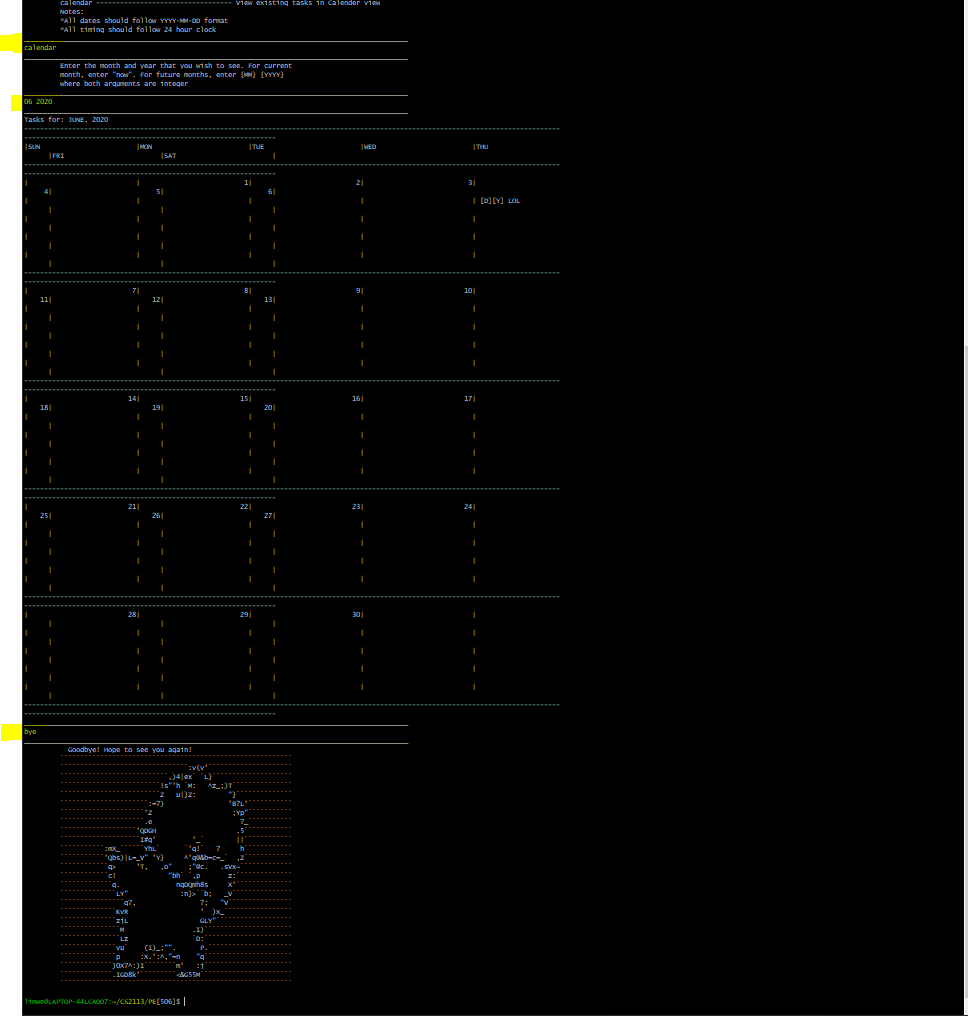 calendar ---------------------------------- View existing tasks in Calender view
Notes:
*All dates should follow YYYY-MM-DD format
*All timing should follow 24 hour clock
calendar
Enter the month and year that you wish to see. For current
month, enter "now". For future months, enter {MM} {YYYY}
where both arguments are integer
06 2020
Tasks for: JUNE, 2020
|SUN |MON |TUE |WED |THU
|FRI |SAT |
| | 1| 2| 3|
4| 5| 6|
| | | | | [D][Y] LOL
| 7| 8| 9| 10|
11| 12| 13|
| 14| 15| 16| 17|
18| 19| 20|
| 21| 22| 23| 24|
25| 26| 27|
| 28| 29| 30| |
bye
Goodbye! Hope to see you again!
limwe@LAPTOP-44LCAOD7:~/CS2113/PE[506]$